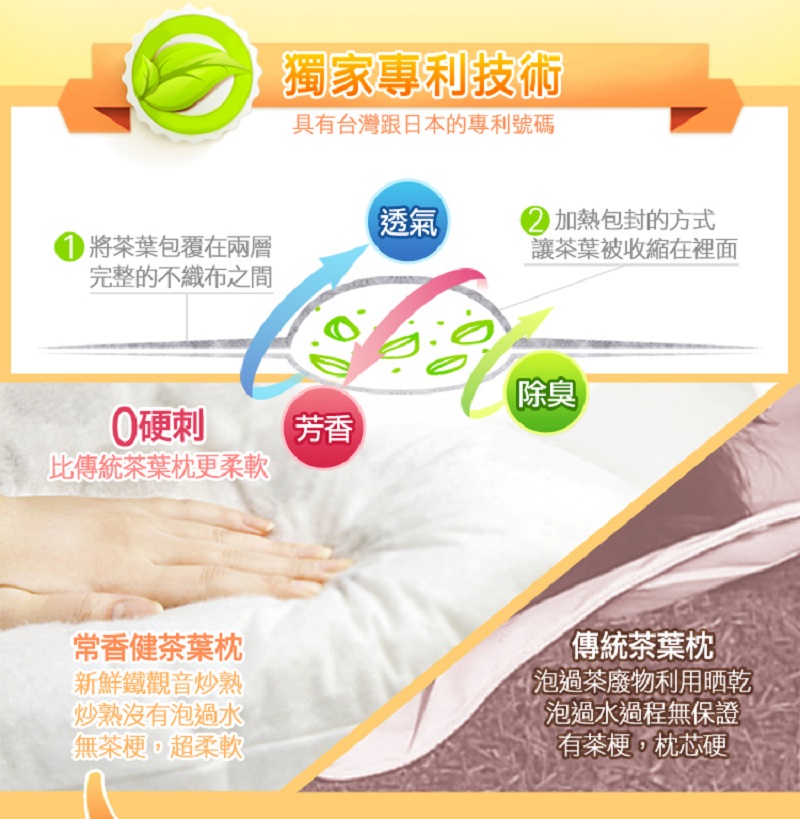 獨家專利技術
具有台灣跟日本的專利號碼
透氣
1 將茶葉包覆在兩層
完整的不織布之間
2 加熱包封的方式
讓茶葉被收縮在裡面
除臭
芳香
0硬刺
比傳統茶葉枕更柔軟
常香健茶葉枕
新鮮鐵觀音炒熟
炒熟沒有泡過水
無茶梗，超柔軟
傳統茶葉枕
泡過茶廢物利用晒乾
泡過水過程無保證
有茶梗，枕芯硬